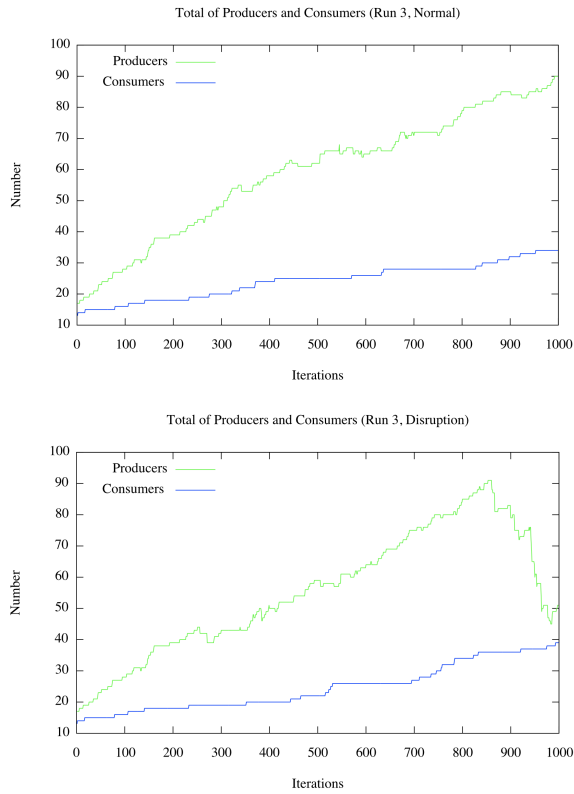 Total of Producers and Consumers (Run 3, Normal)
100
90
80
70
60
50
40
30
20
10
Number
Producers
Consumers
0 100 200 300 400 500 600 700 800 900 1000
Iterations
Total of Producers and Consumers (Run 3, Disruption)
100
90
80
70
60
50
40
30
20
10
Number
Producers
Consumers
0 100 200 300 400 500 600 700 800 900 1000
Iterations